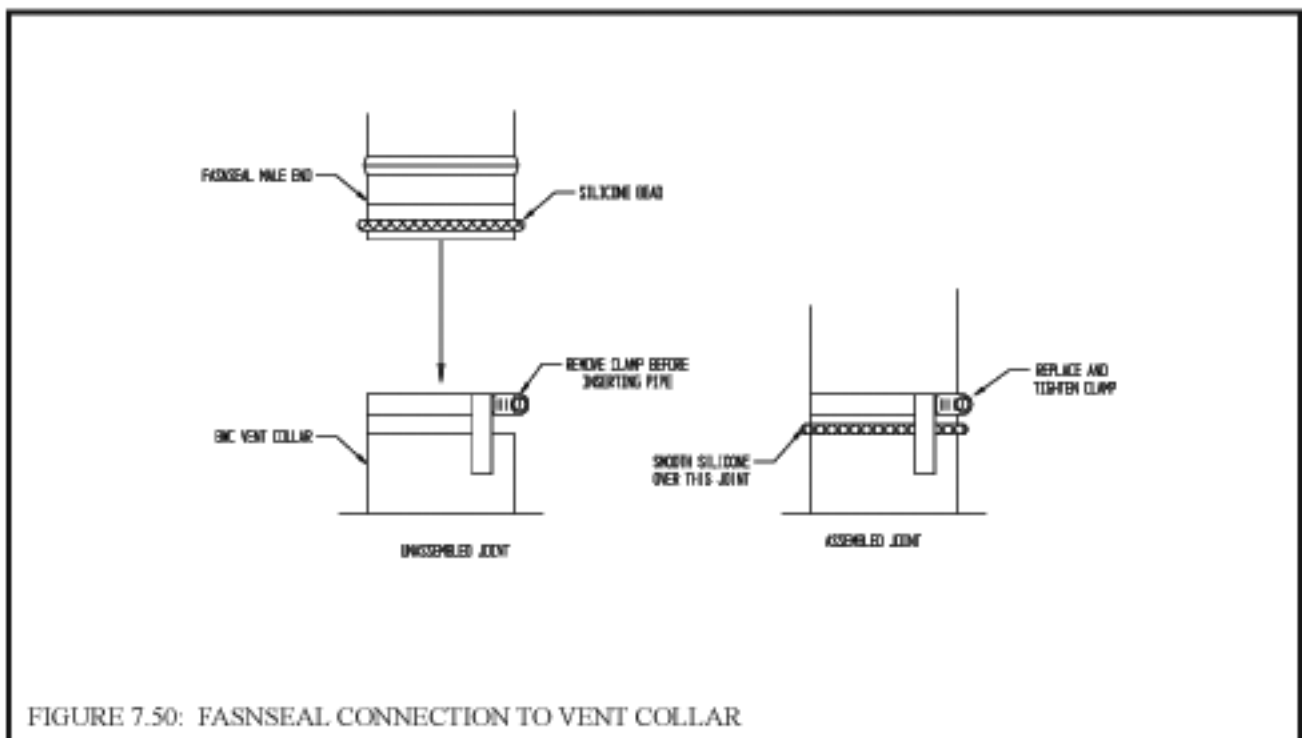 FASNSEAL MALE END
SILICONE BEAD
REMOVE CLAMP BEFORE
INSERTING PIPE
BMC VENT COLLAR
UNASSEMBLED JOINT
REPLACE AND
TIGHTEN CLAMP
SMOOTH SILICONE
OVER THIS JOINT
ASSEMBLED JOINT
FIGURE 7.50: FASNSEAL CONNECTION TO VENT COLLAR